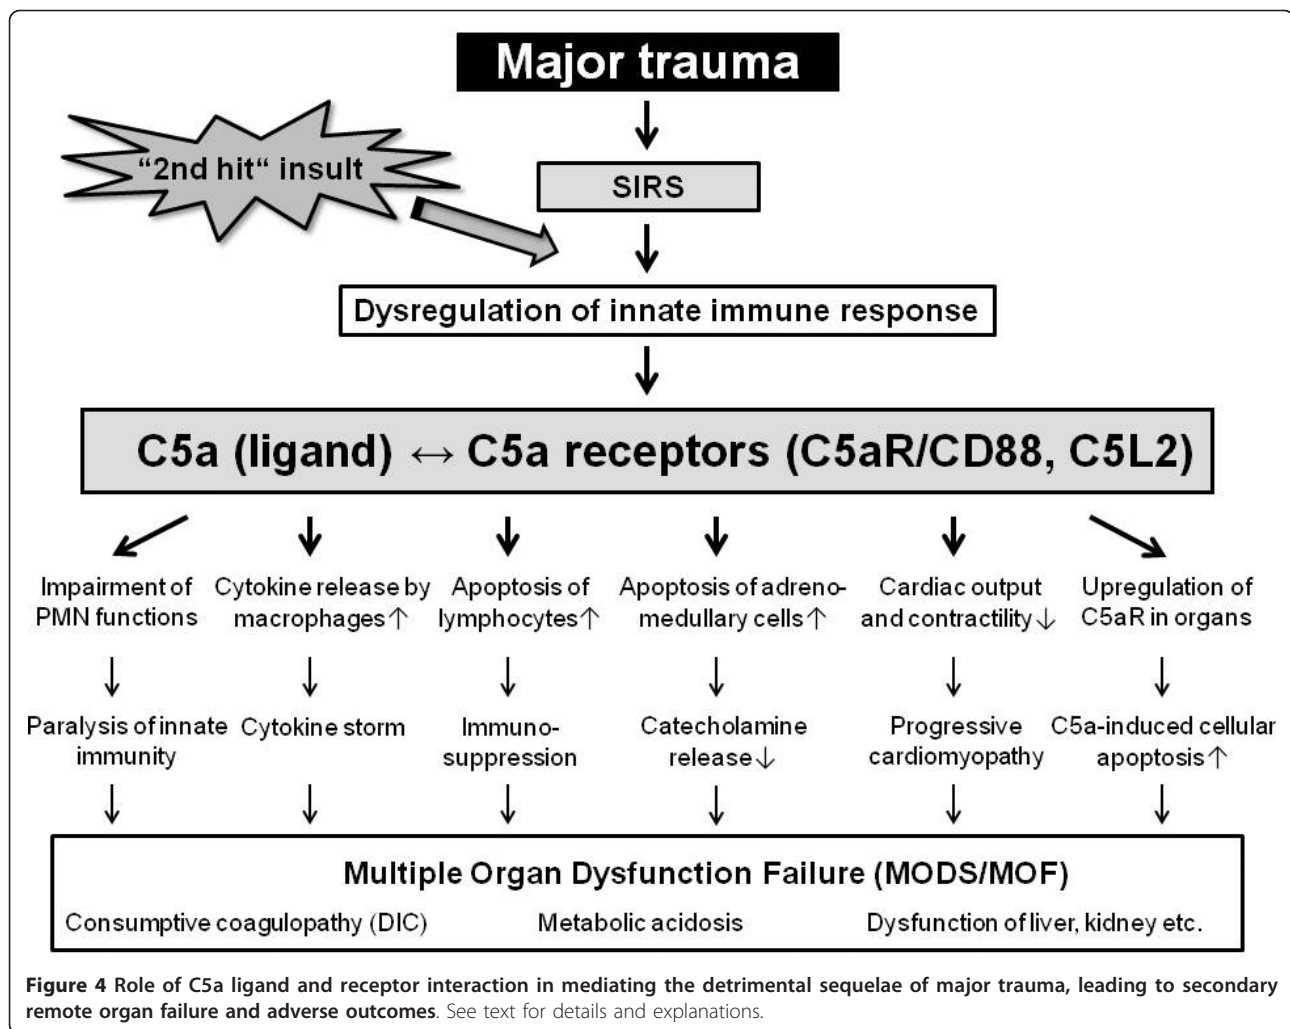 Major trauma
“2nd hit“ insult
SIRS
Dysregulation of innate immune response
C5a (ligand) ↔ C5a receptors (C5aR/CD88, C5L2)
Impairment of
PMN functions
Cytokine release by
macrophages↑
Apoptosis of
lymphocytes↑
Apoptosis of adreno-
medullary cells↑
Cardiac output
and contractility↓
Upregulation of
C5aR in organs
Paralysis of innate
immunity
Cytokine storm
Immuno-
suppression
Catecholamine
release↓
Progressive
cardiomyopathy
C5a-induced cellular
apoptosis↑
Multiple Organ Dysfunction Failure (MODS/MOF)
Consumptive coagulopathy (DIC) Metabolic acidosis Dysfunction of liver, kidney etc.
Figure 4 Role of C5a ligand and receptor interaction in mediating the detrimental sequelae of major trauma, leading to secondary
remote organ failure and adverse outcomes. See text for details and explanations.